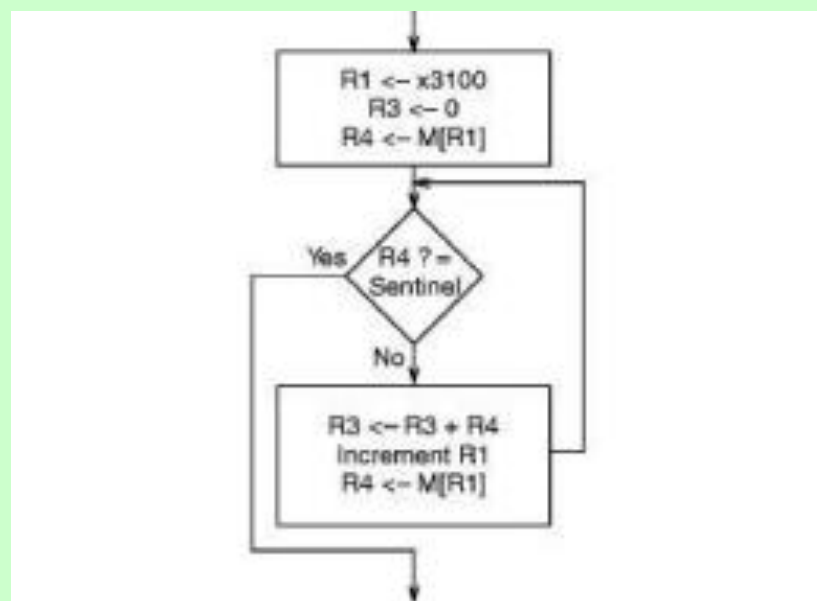 R1 <– x3100
R3 <– 0
R4 <– M[R1]
Yes
R4 ? =
Sentinel
No
R3 <– R3 + R4
Increment R1
R4 <– M[R1]